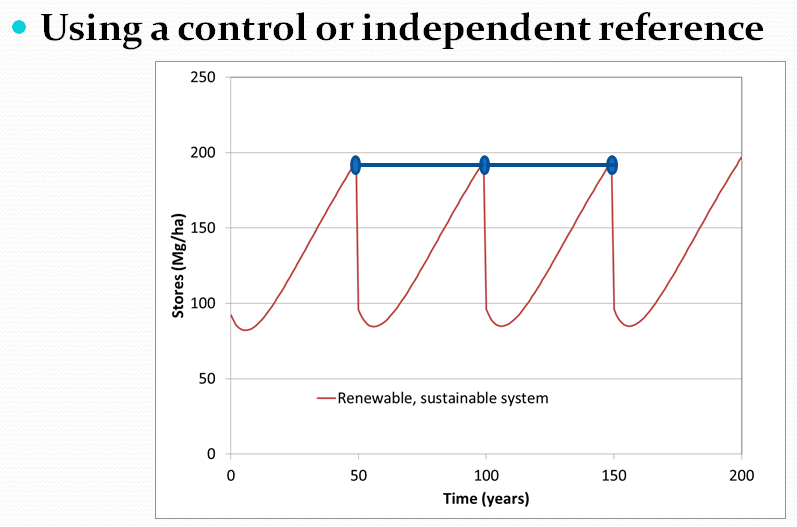 Using a control or independent reference
250
200
150
100
50
0
Stores (Mg/ha)
Renewable, sustainable system
0 50 100 150 200
Time (years)